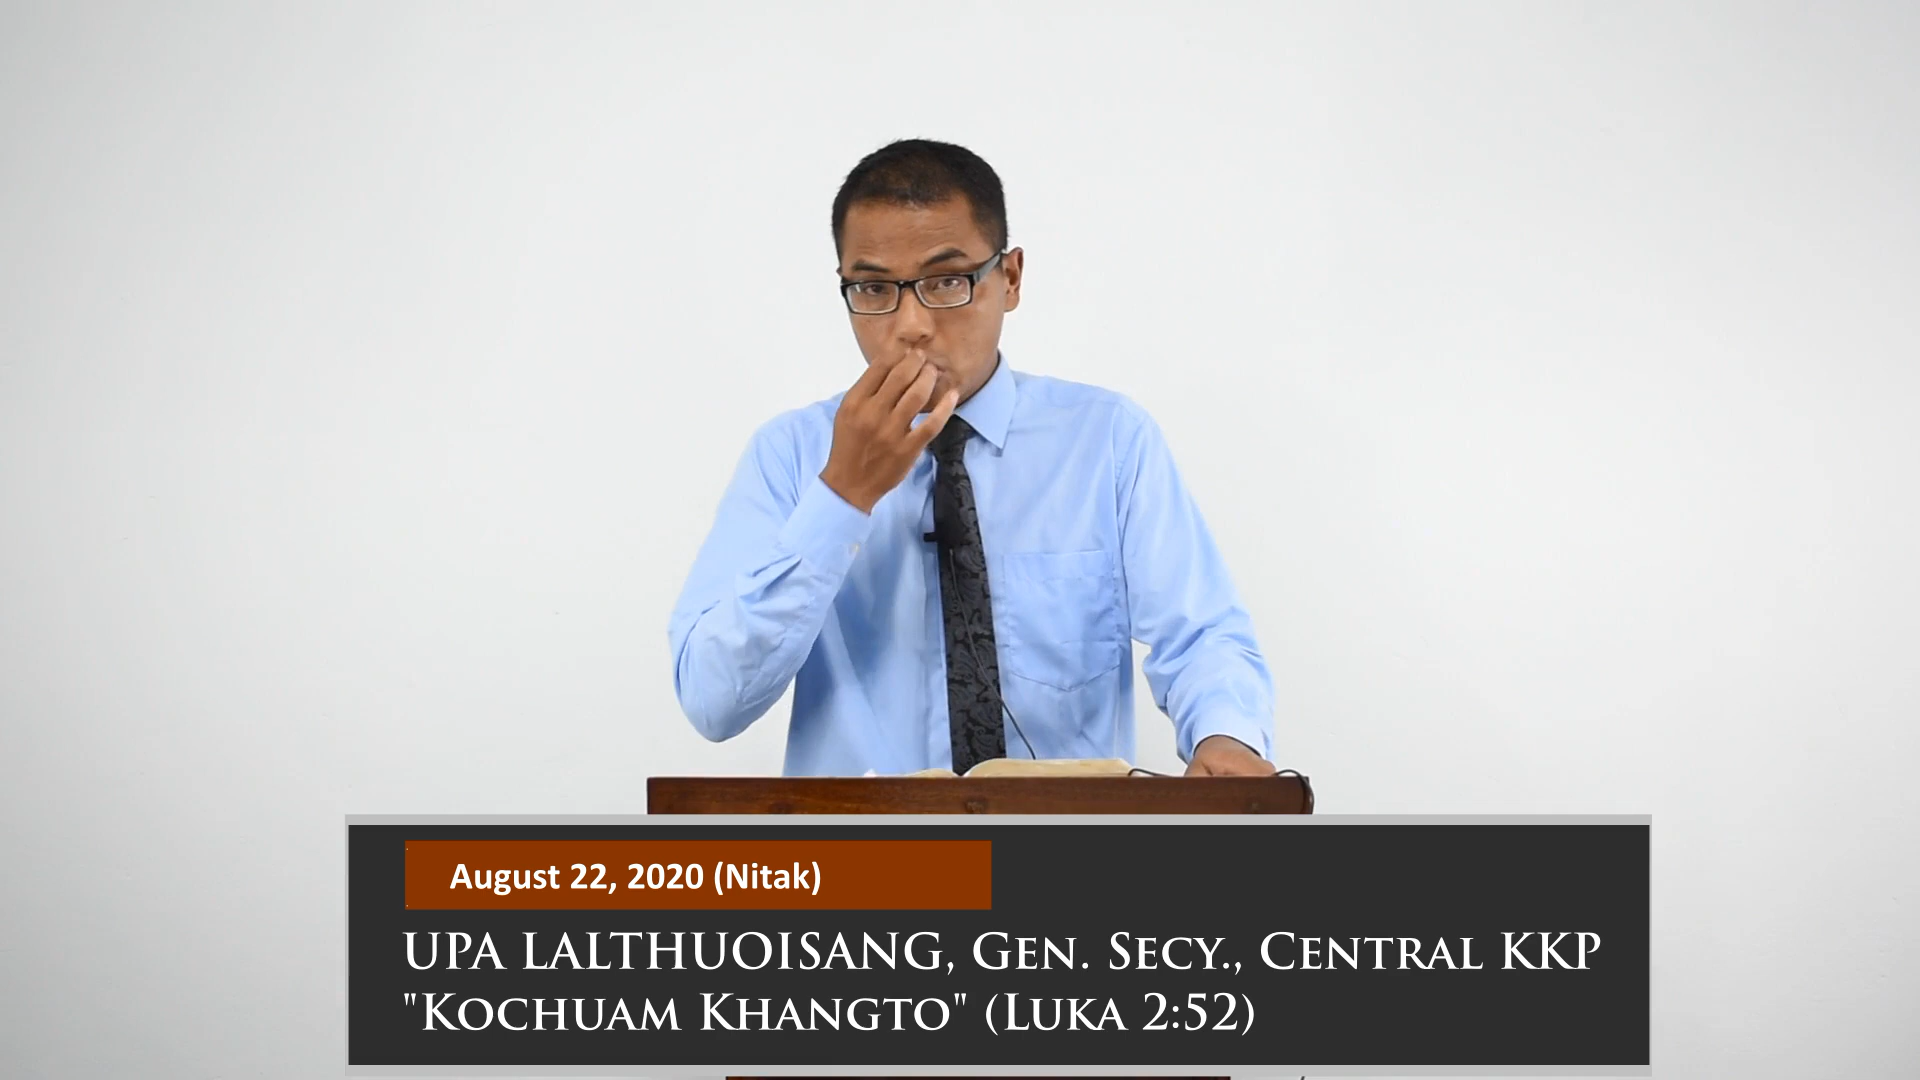 August 22, 2020 (Nitak)
UPA LALTHUOISANG, GEN. SECY., CENTRAL KKP
"KOCHUAM KHANGTO" (LUKA 2:52)